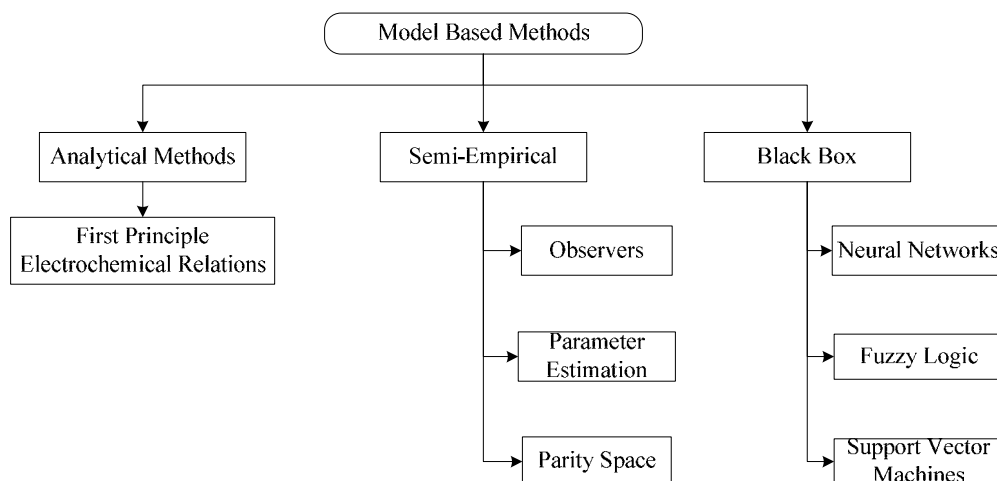 Model Based Methods
Analytical Methods
Semi-Empirical
Black Box
First Principle
Electrochemical Relations
Observers
Neural Networks
Parameter
Estimation
Fuzzy Logic
Parity Space
Support Vector
Machines